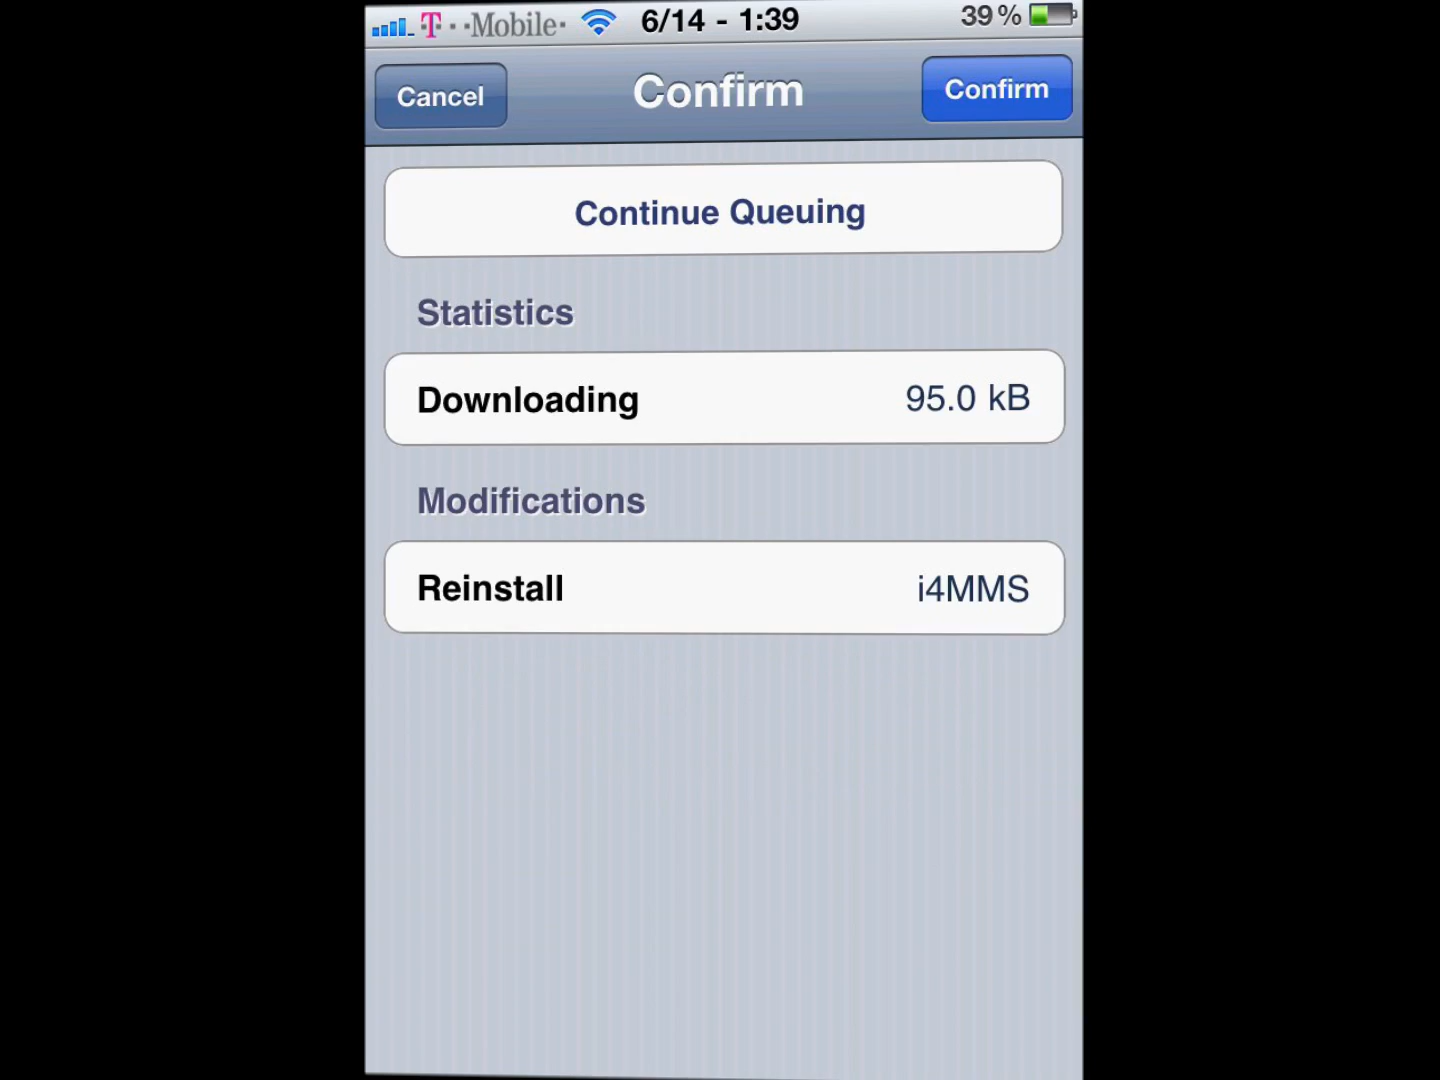 T··Mobile· 6/14 - 1:39 39%
Cancel Confirm Confirm
Continue Queuing
Statistics
Downloading 95.0 kB
Modifications
Reinstall i4MMS